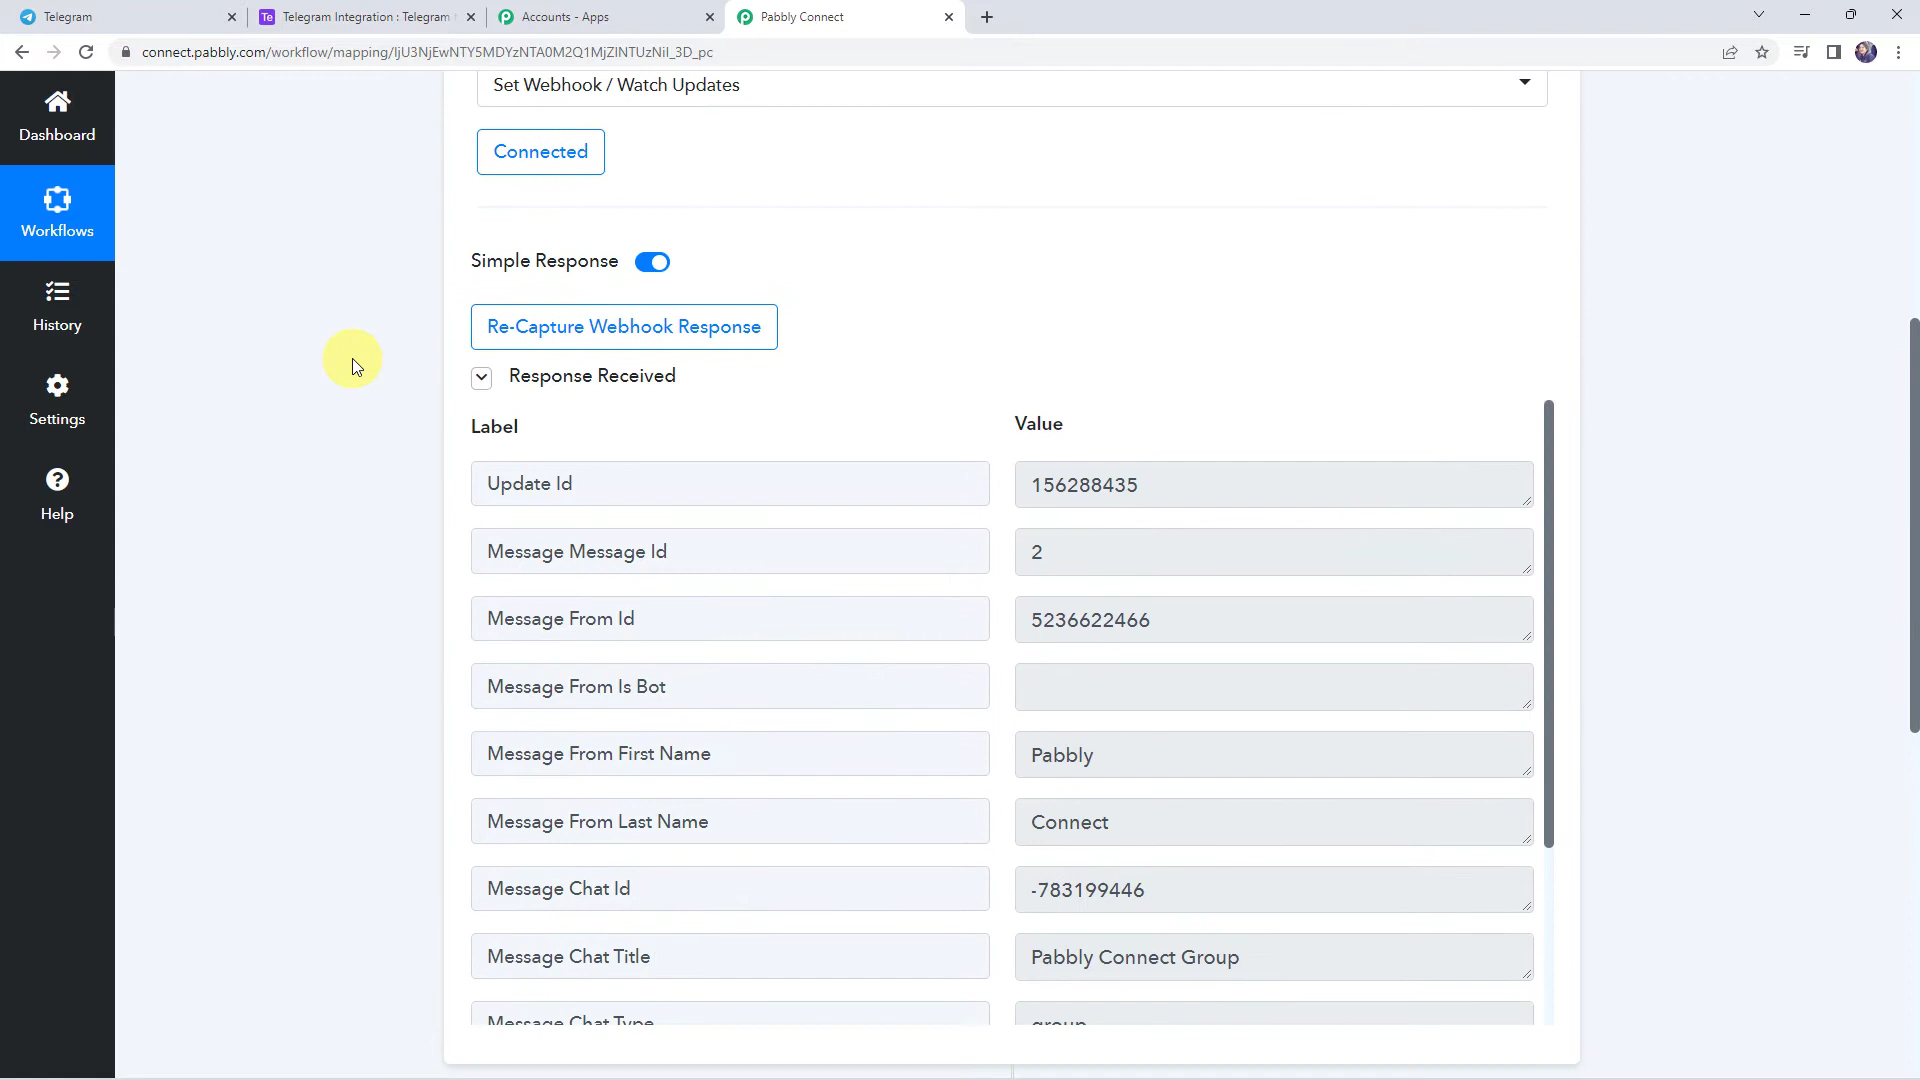 Telegram
Te
Telegram Integration : Telegram
Accounts - Apps
Pabbly Connect
connect.pabbly.com/workflow/mapping/IjU3NjEwNTY5MDYzNTA0M2Q1MjZlNTUzNiI_3D_pc
Dashboard
Workflows
History
Settings
Help
Set Webhook / Watch Updates
Connected
Simple Response
Re-Capture Webhook Response
Response Received
Label Value
Update Id 156288435
Message Message Id 2
Message From Id 5236622466
Message From Is Bot
Message From First Name Pabbly
Message From Last Name Connect
Message Chat Id -783199446
Message Chat Title Pabbly Connect Group
Message Chat Type group